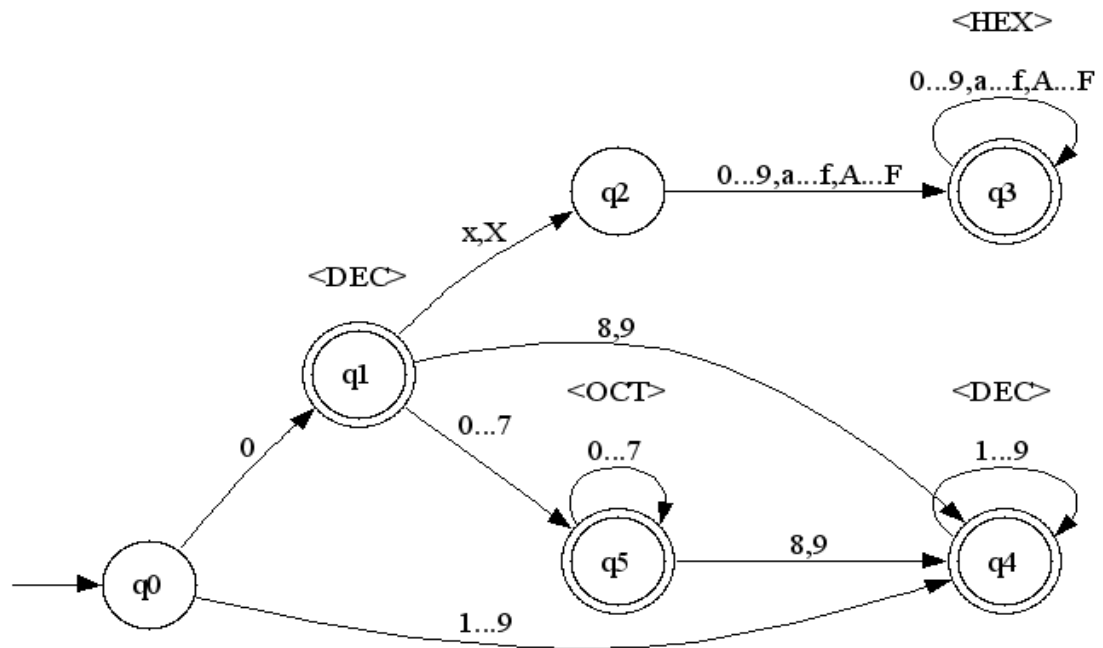 <HEX>
0...9,a...f,A...F
q2
0...9,a...f,A...F
q3
x,X
<DEC>
8,9
q1
<OCT>
<DEC>
0...7
0...7
1...9
0
q5
8,9
q4
q0
1...9